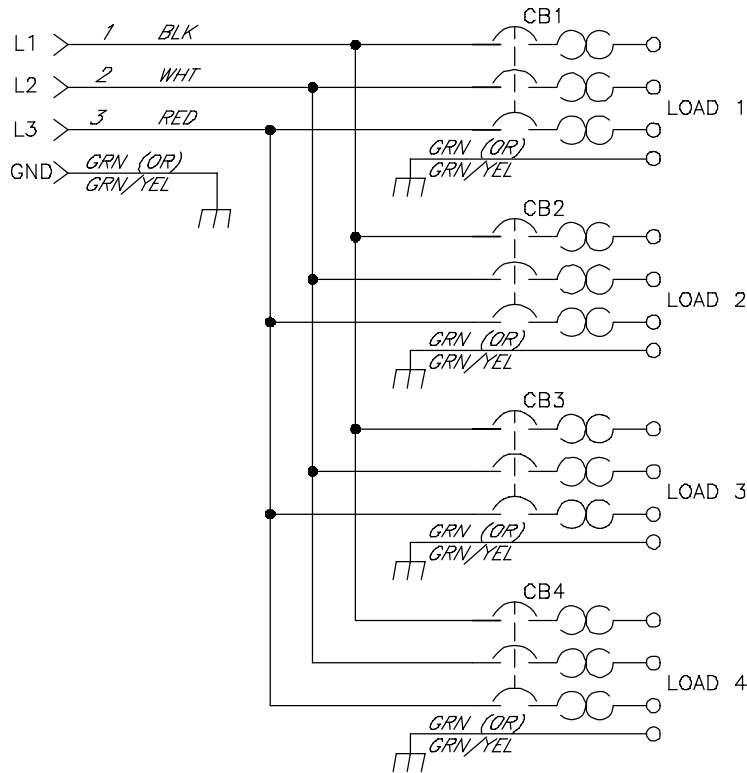 CB1
L1 1 BLK
L2 2 WHT
LOAD 1
L3 3 RED
GND GRN (OR)
GRN/YEL
GRN (OR)
GRN/YEL
CB2
LOAD 2
GRN (OR)
GRN/YEL
CB3
LOAD 3
GRN (OR)
GRN/YEL
CB4
LOAD 4
GRN (OR)
GRN/YEL